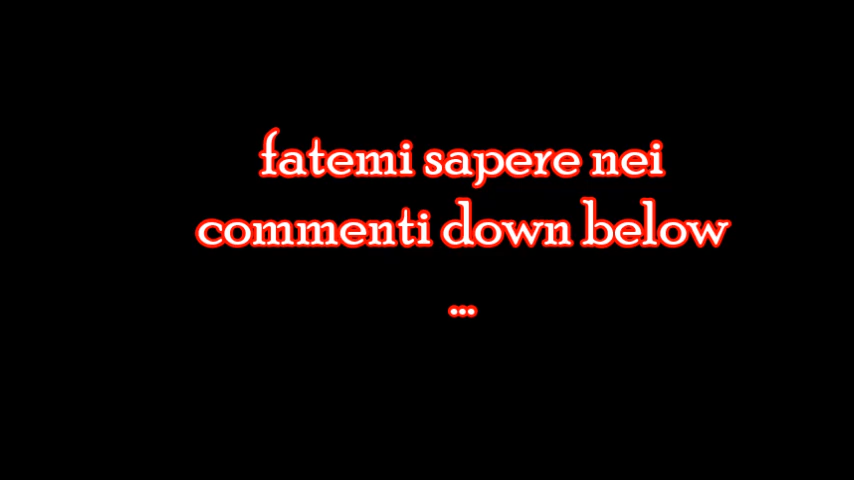 fatemi sapere nei
commenti down below
...